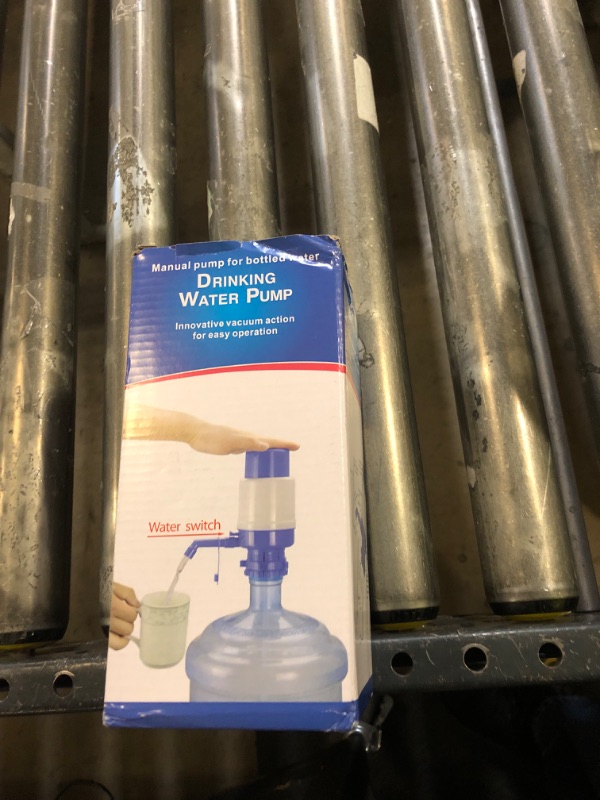 Manual pump for bottled water
DRINKING
WATER PUMP
Innovative vacuum action
for easy operation
Water switch